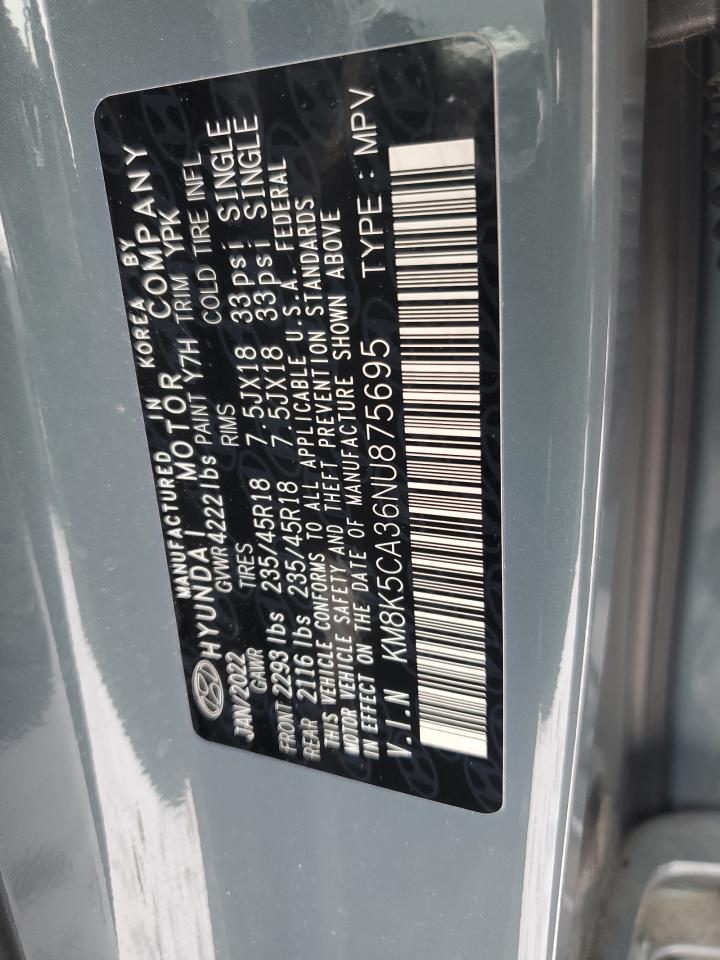 MANUFACTURED IN KOREA BY
HYUNDAI MOTOR COMPANY
JAN/2022 GVWR 4222 lbs PAINT Y7H TRIM YPK
GAWR TIRES RIMS COLD TIRE INFL
FRONT 2293 lbs 235/45R18 7.5JX18 33psi SINGLE
REAR 2116 lbs 235/45R18 7.5JX18 33psi SINGLE
THIS VEHICLE CONFORMS TO ALL APPLICABLE U.S.A. FEDERAL
MOTOR VEHICLE SAFETY AND THEFT PREVENTION STANDARDS
IN EFFECT ON THE DATE OF MANUFACTURE SHOWN ABOVE
V.I.N KM8K5CA36NU875695 TYPE : MPV